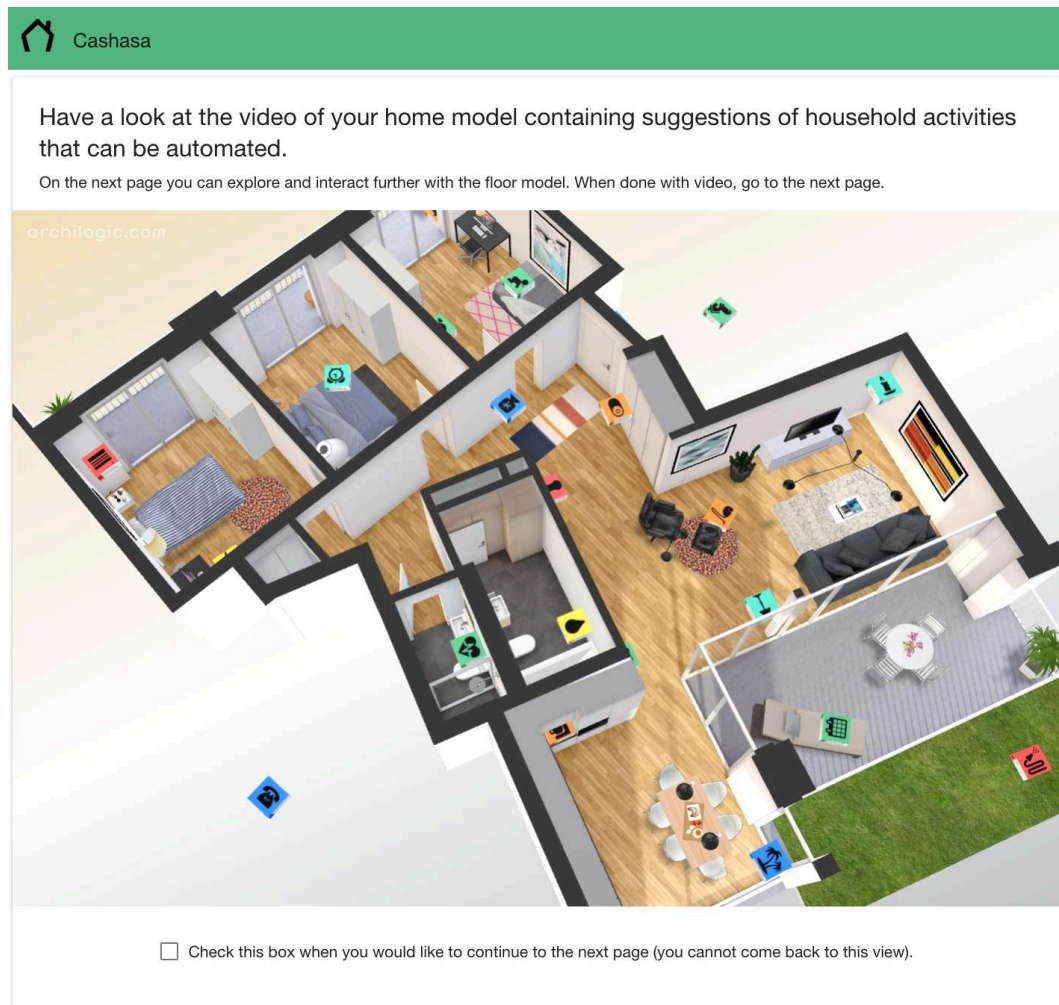 Cashasa
Have a look at the video of your home model containing suggestions of household activities
that can be automated.
On the next page you can explore and interact further with the floor model. When done with video, go to the next page.
archilogic.com
Check this box when you would like to continue to the next page (you cannot come back to this view).